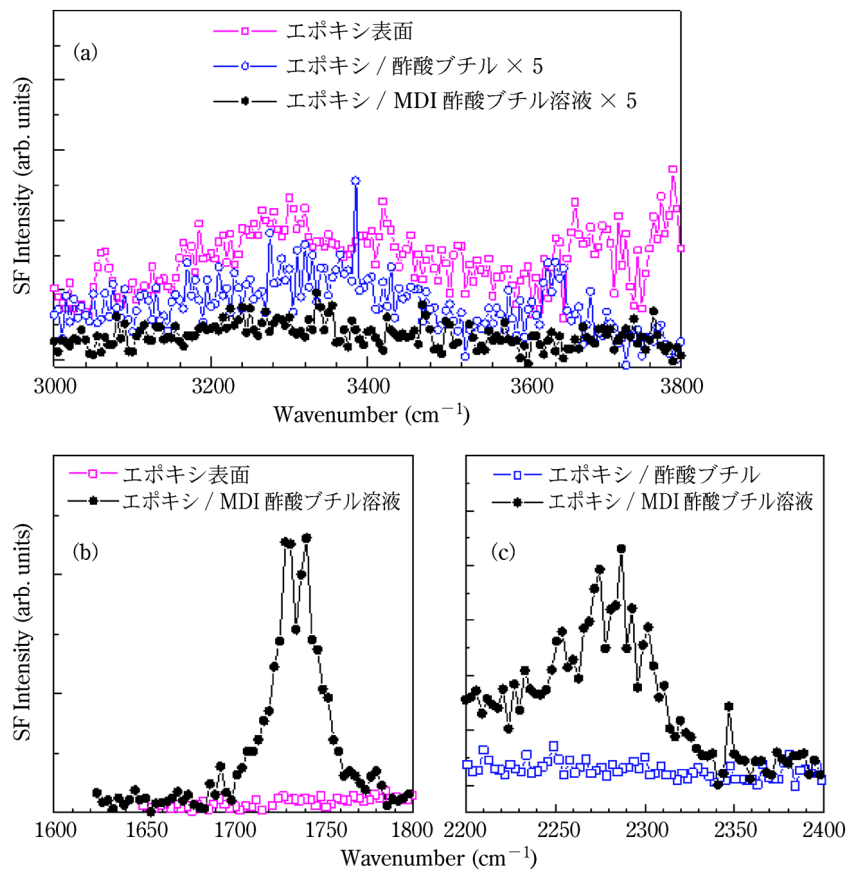 (a)
エポキシ表面
エポキシ / 酢酸ブチル × 5
エポキシ / MDI 酢酸ブチル溶液 × 5
SF Intensity (arb. units)
3000 3200 3400 3600 3800
Wavenumber (cm⁻¹)
エポキシ表面
エポキシ / MDI 酢酸ブチル溶液
(b)
SF Intensity (arb. units)
1600 1650 1700 1750 1800
エポキシ / 酢酸ブチル
エポキシ / MDI 酢酸ブチル溶液
(c)
2200 2250 2300 2350 2400
Wavenumber (cm⁻¹)